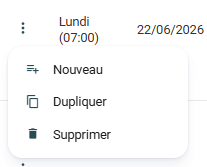 Lundi
(07:00)
22/06/2026
Nouveau
Dupliquer
Supprimer